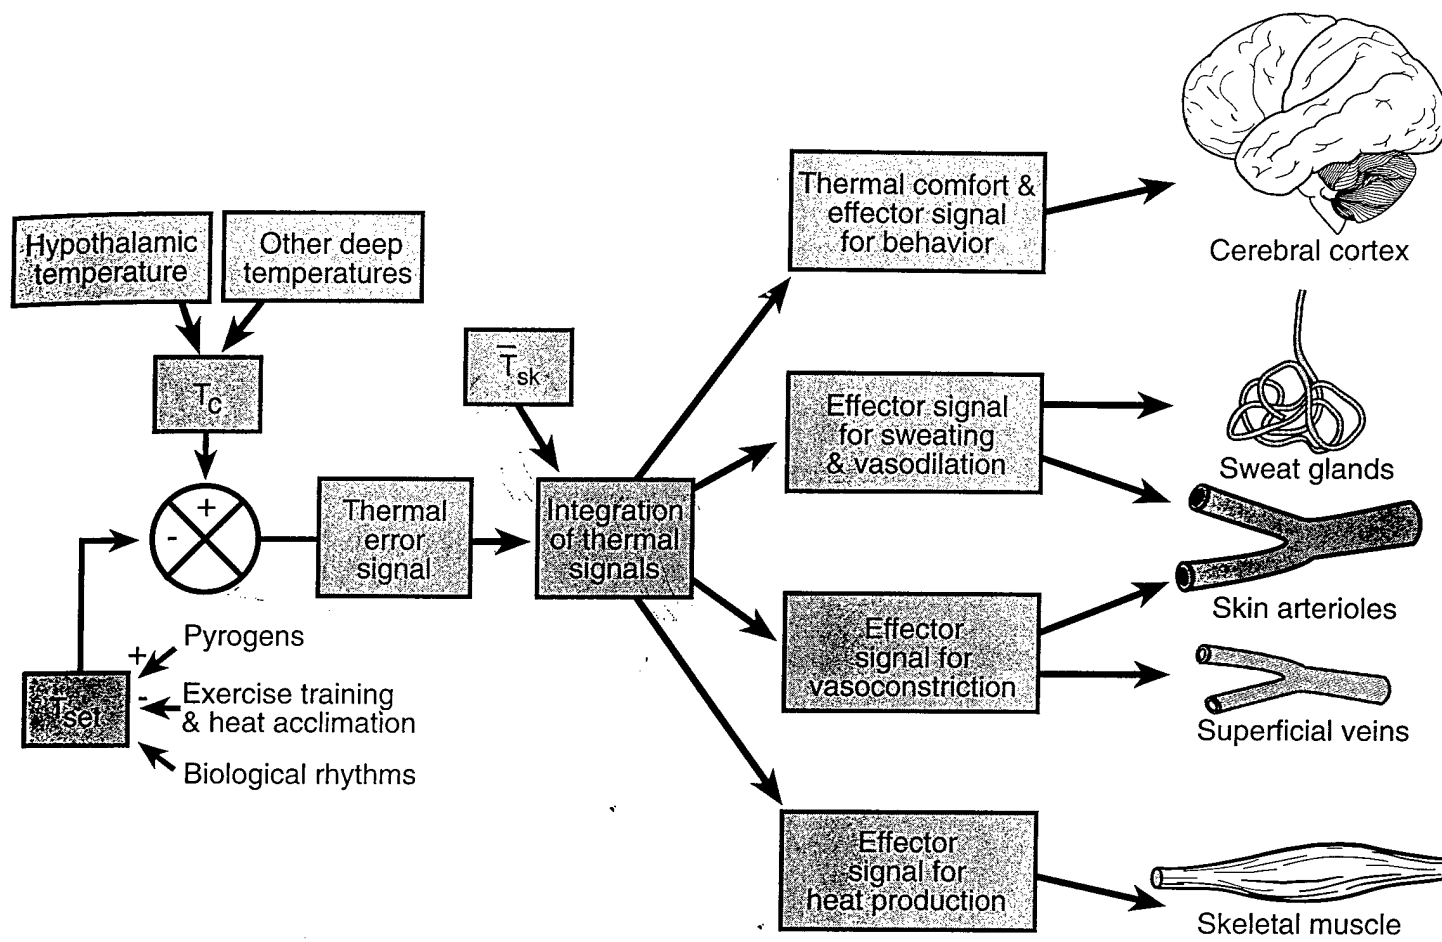 Hypothalamic
temperature
Other deep
temperatures
Tc
T̅sk
+
-
Thermal
error
signal
Integration
of thermal
signals
Tset
+
-
Pyrogens
Exercise training
& heat acclimation
Biological rhythms
Thermal comfort &
effector signal
for behavior
Cerebral cortex
Effector signal
for sweating
& vasodilation
Sweat glands
Skin arterioles
Effector
signal for
vasoconstriction
Superficial veins
Effector
signal for
heat production
Skeletal muscle